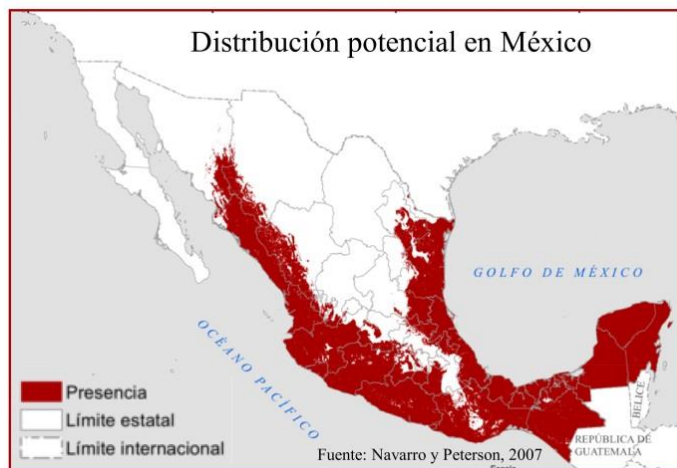 Distribución potencial en México
GOLFO DE MÉXICO
OCÉANO PACÍFICO
BELICE
REPÚBLICA DE
GUATEMALA
Presencia
Límite estatal
Límite internacional
Fuente: Navarro y Peterson, 2007